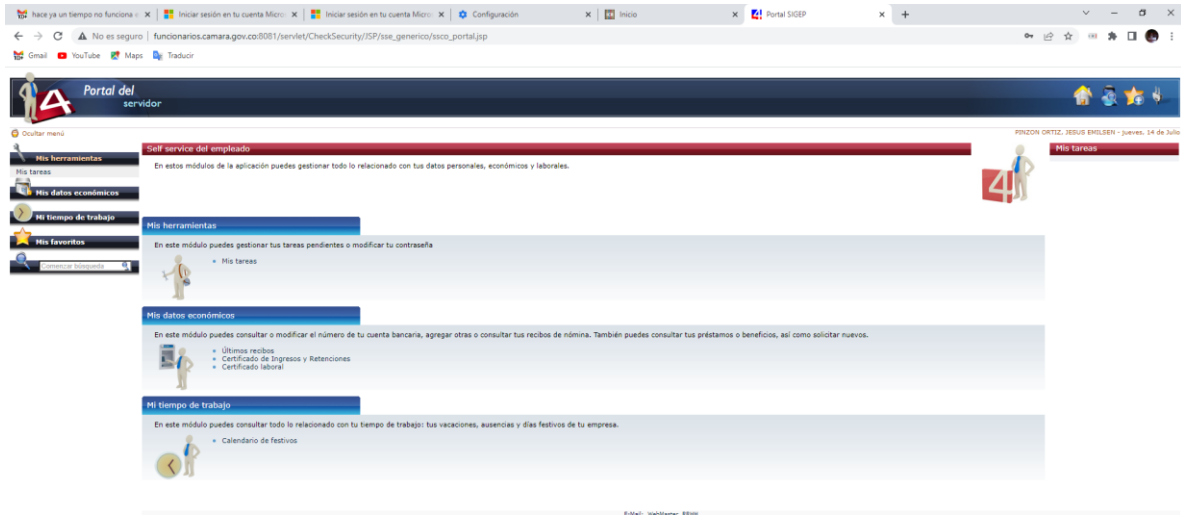 hace ya un tiempo no funciona e
Iniciar sesión en tu cuenta Micro
Iniciar sesión en tu cuenta Micro
Configuración
Inicio
Portal SIGEP
No es seguro | funcionarios.camara.gov.co:8081/servlet/CheckSecurity/JSP/sse_generico/ssco_portal.jsp
Gmail YouTube Maps Traducir
Portal del
servidor
Ocultar menú
PINZON ORTIZ, JESUS EMILSEN - jueves, 14 de Julio
Mis herramientas
Mis tareas
Mis datos económicos
Mi tiempo de trabajo
Mis favoritos
Comenzar búsqueda
Self service del empleado
En estos módulos de la aplicación puedes gestionar todo lo relacionado con tus datos personales, económicos y laborales.
Mis tareas
Mis herramientas
En este módulo puedes gestionar tus tareas pendientes o modificar tu contraseña
Mis tareas
Mis datos económicos
En este módulo puedes consultar o modificar el número de tu cuenta bancaria, agregar otras o consultar tus recibos de nómina. También puedes consultar tus préstamos o beneficios, así como solicitar nuevos.
Últimos recibos
Certificado de Ingresos y Retenciones
Certificado laboral
Mi tiempo de trabajo
En este módulo puedes consultar todo lo relacionado con tu tiempo de trabajo: tus vacaciones, ausencias y días festivos de tu empresa.
Calendario de festivos
E-Mail: WebMaster RRHH